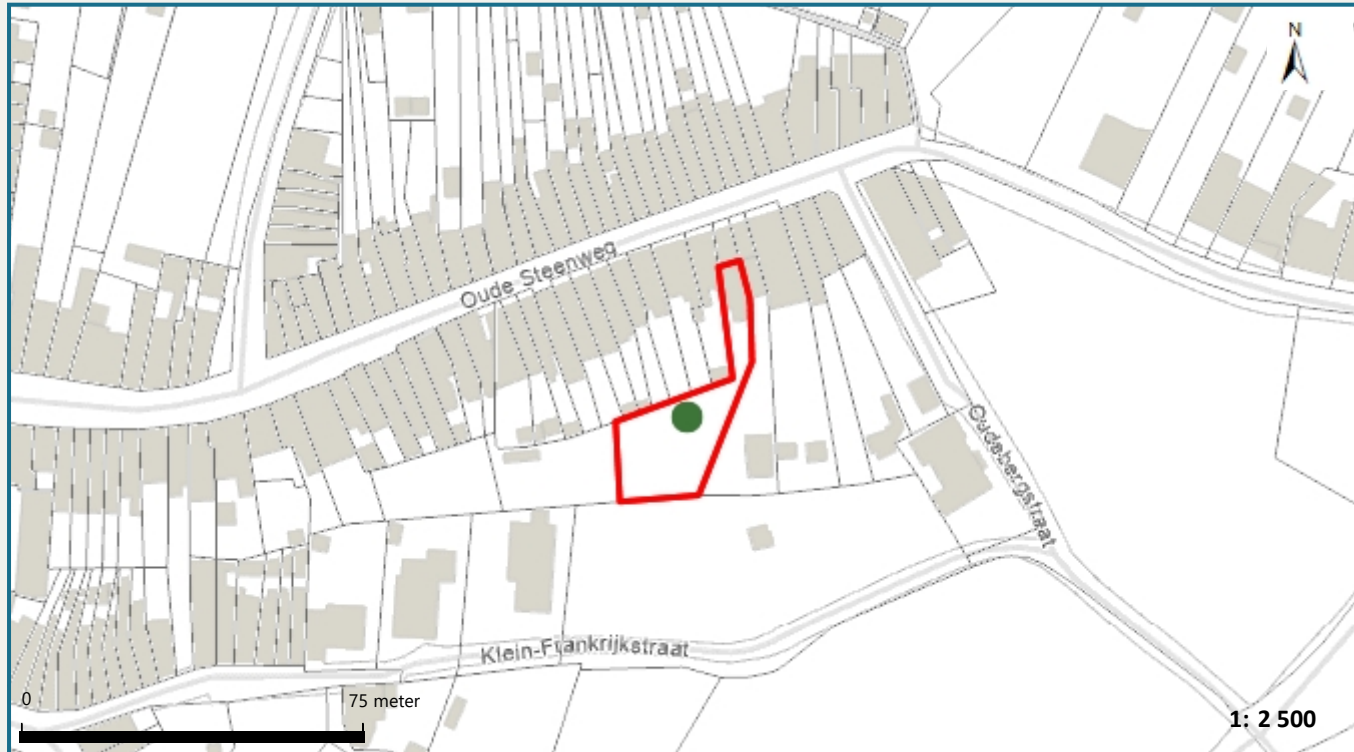 N
Oude Steenweg
Oudebergstraat
Klein-Frankrijkstraat
0 75 meter
1: 2 500